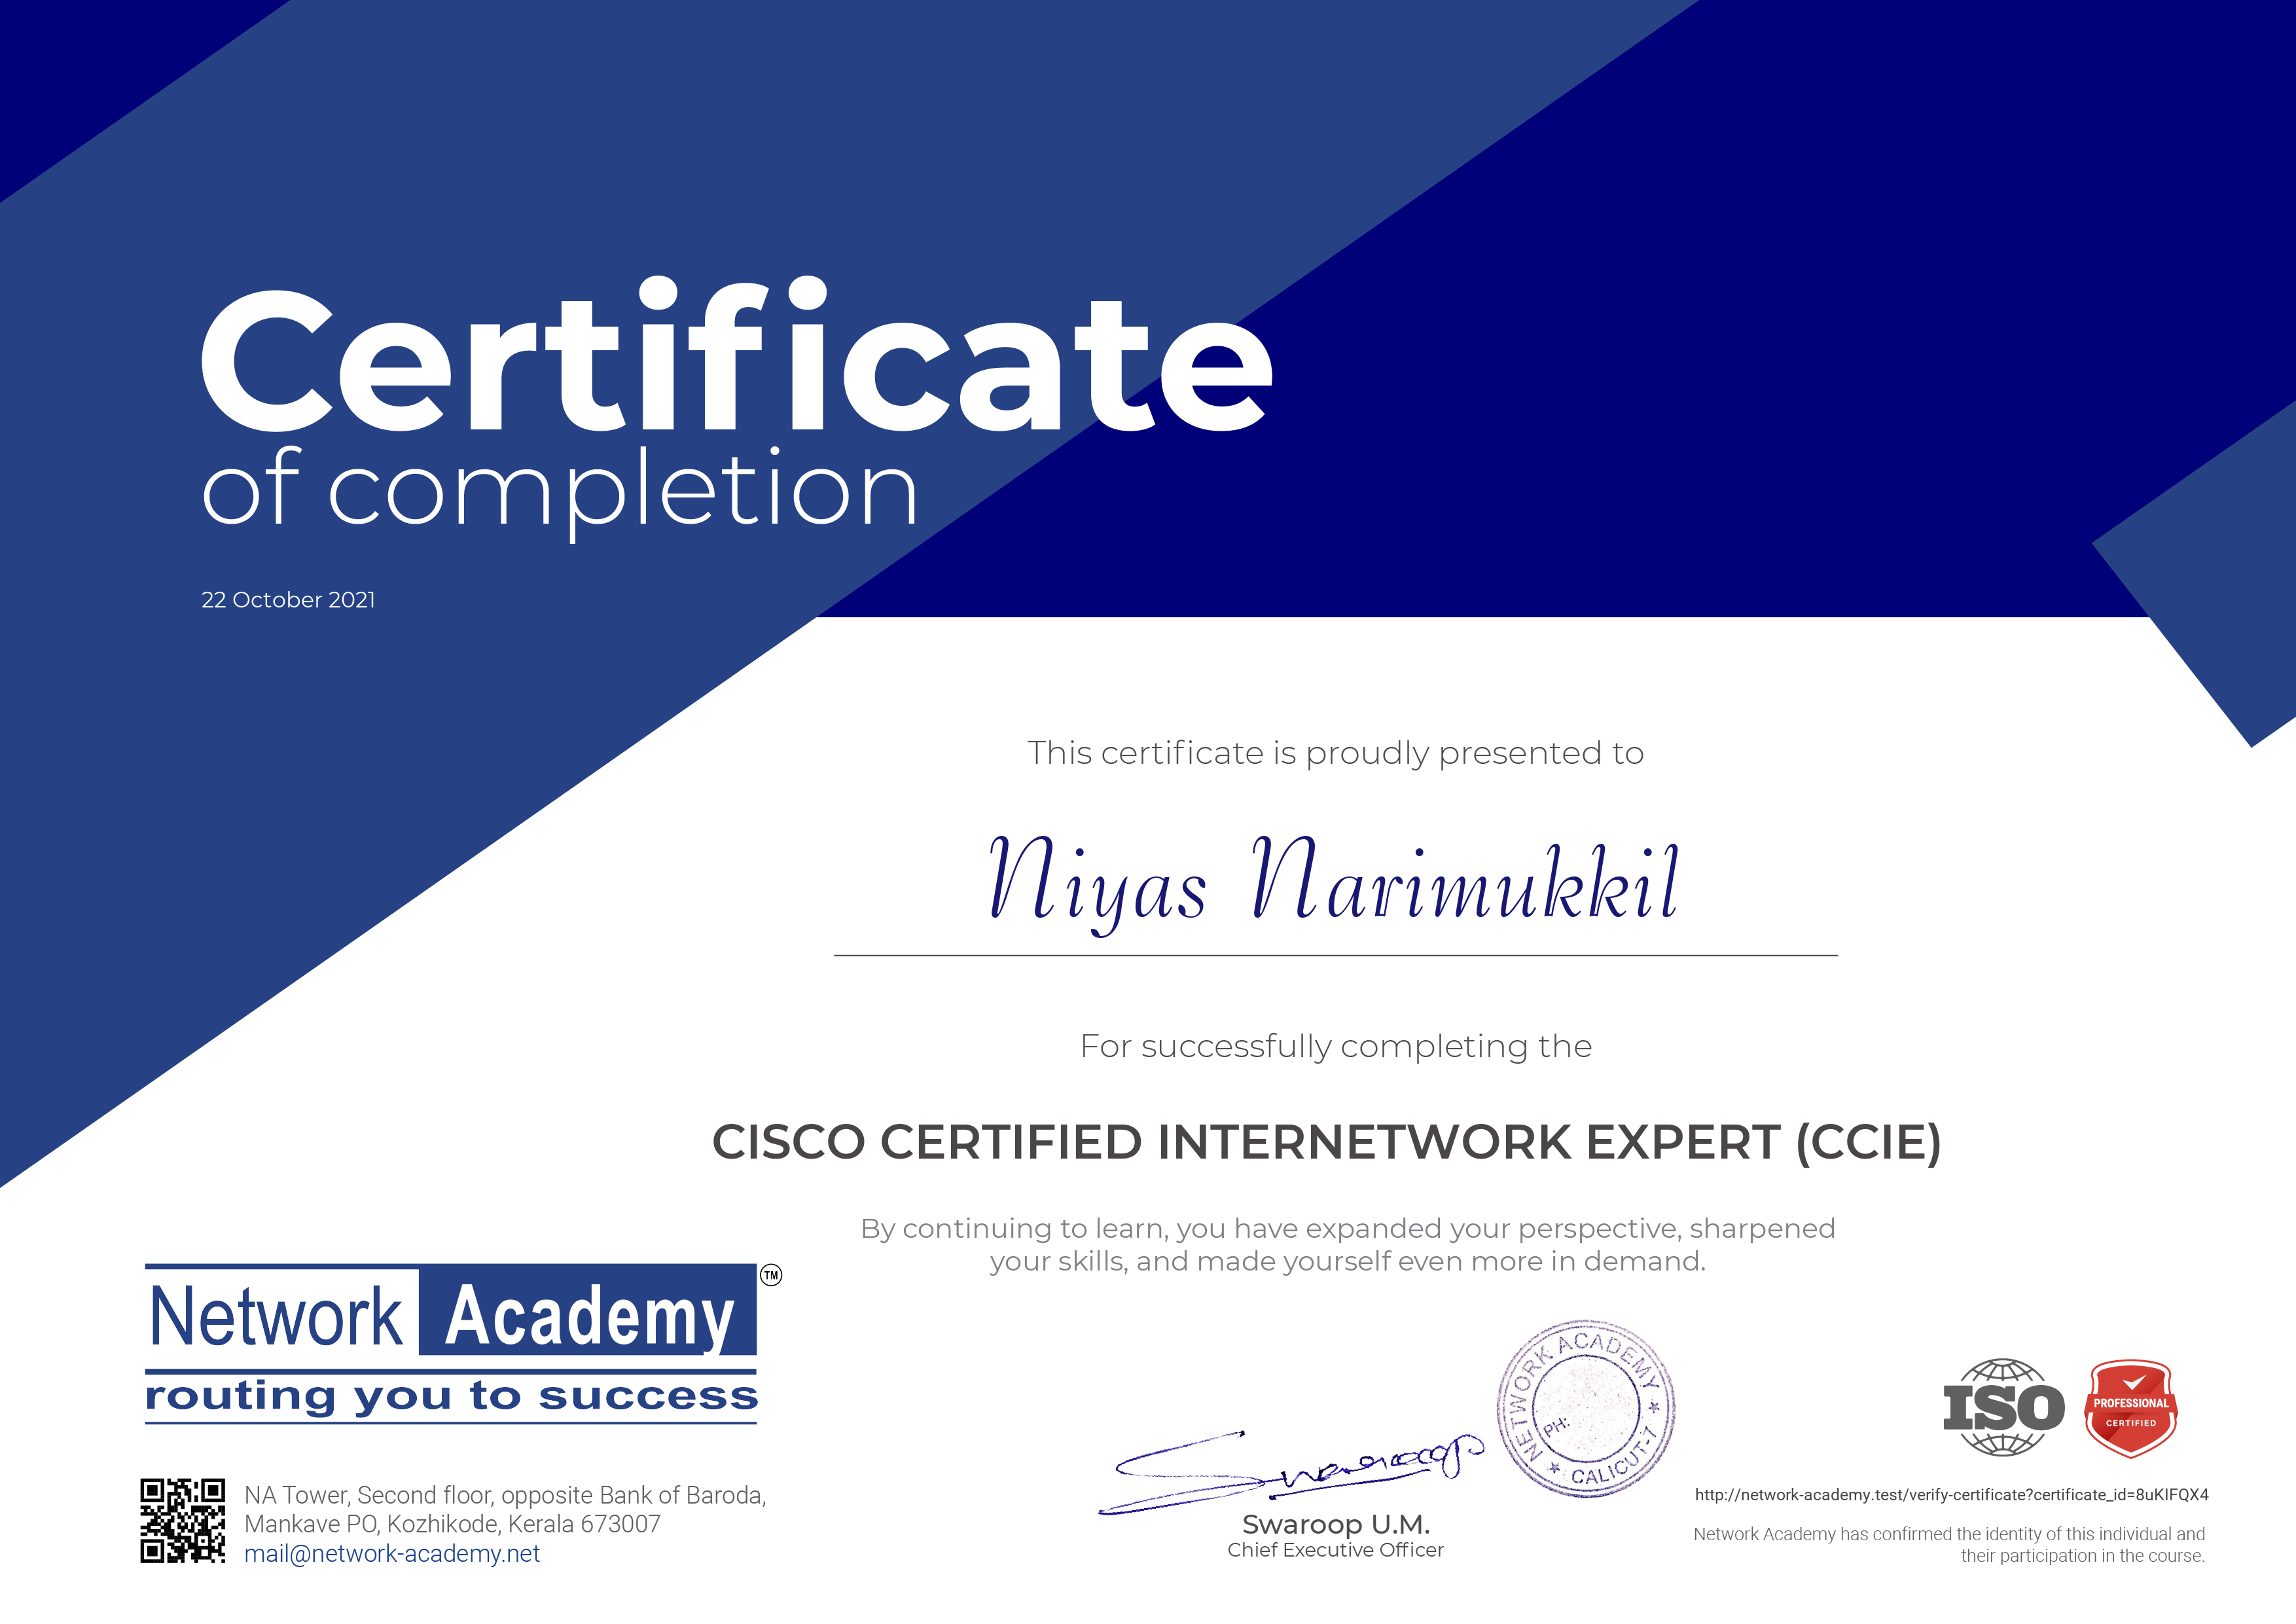 Certificate
of completion
22 October 2021
This certificate is proudly presented to
Niyas Narimukkil
For successfully completing the
CISCO CERTIFIED INTERNETWORK EXPERT (CCIE)
By continuing to learn, you have expanded your perspective, sharpened
your skills, and made yourself even more in demand.
Network Academy TM
routing you to success
NA Tower, Second floor, opposite Bank of Baroda,
Mankave PO, Kozhikode, Kerala 673007
mail@network-academy.net
Swaroop
Swaroop U.M.
Chief Executive Officer
NETWORK ACADEMY
* CALICUT-7 *
PH:
ISO
PROFESSIONAL
CERTIFIED
http://network-academy.test/verify-certificate?certificate_id=8uKIFQX4
Network Academy has confirmed the identity of this individual and
their participation in the course.